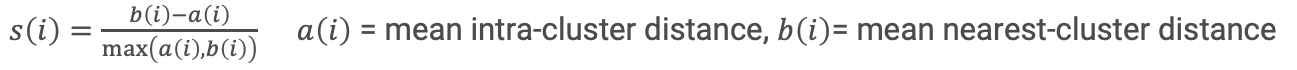 s(i) = b(i)−a(i) / max(a(i),b(i)) a(i) = mean intra-cluster distance, b(i)= mean nearest-cluster distance